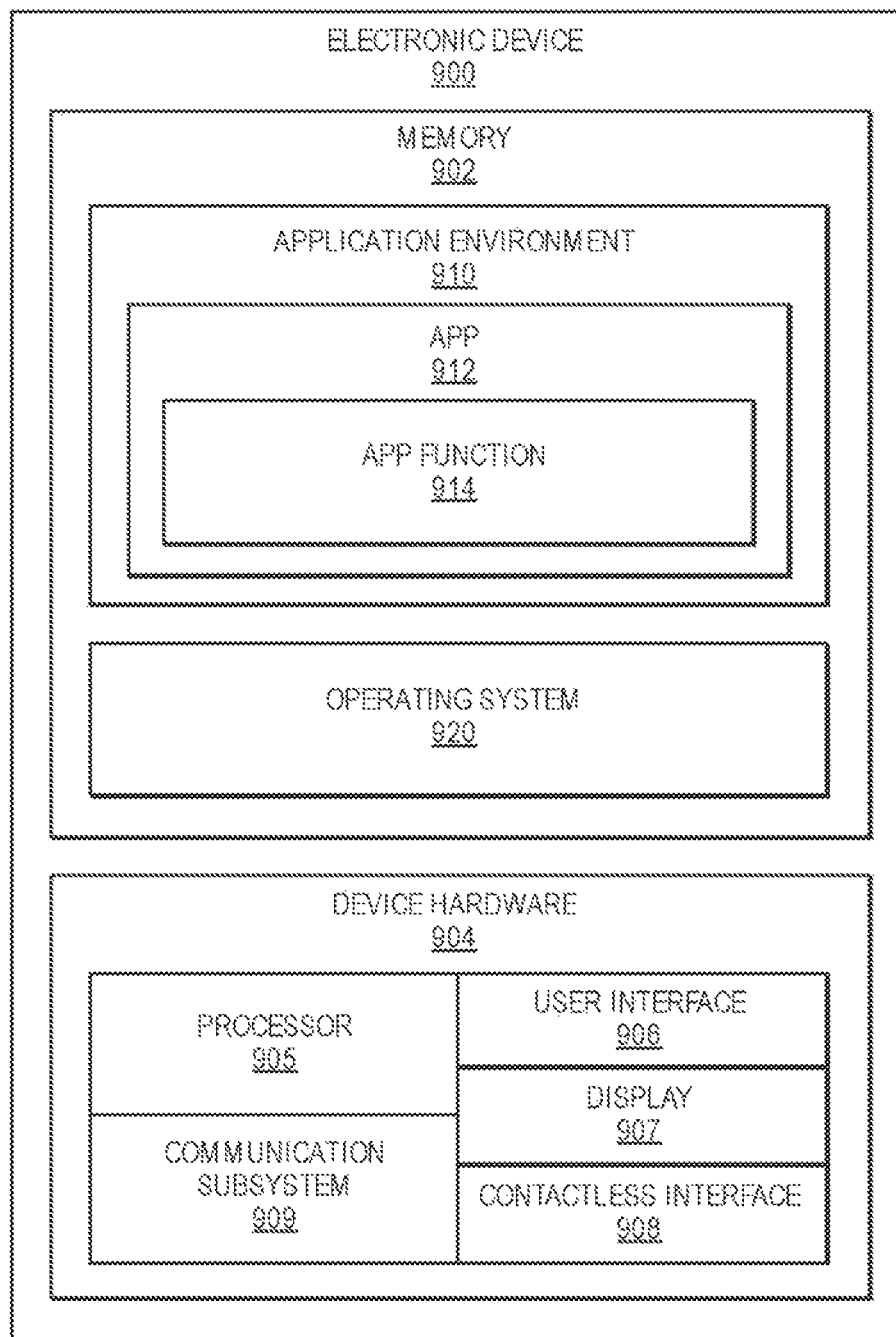 ELECTRONIC DEVICE
900
MEMORY
902
APPLICATION ENVIRONMENT
910
APP
912
APP FUNCTION
914
OPERATING SYSTEM
920
DEVICE HARDWARE
904
PROCESSOR
905
COMMUNICATION
SUBSYSTEM
909
USER INTERFACE
906
DISPLAY
907
CONTACTLESS INTERFACE
908